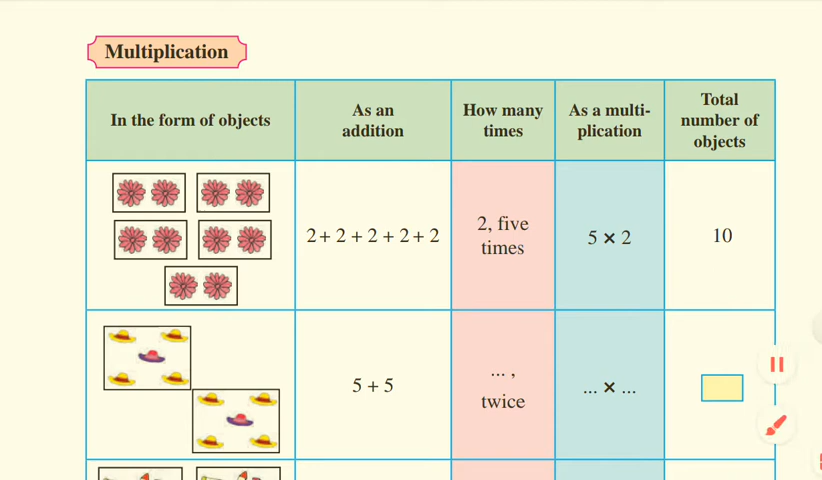 Multiplication
In the form of objects
As an
addition
How many
times
As a multi-
plication
Total
number of
objects
2 + 2 + 2 + 2 + 2
2, five
times
5 × 2
10
5 + 5
... ,
twice
... × ...